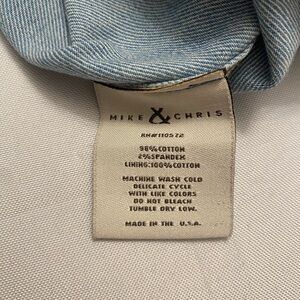 MIKE & CHRIS
RN#110572
98% COTTON
2% SPANDEX
LINING: 100% COTTON
MACHINE WASH COLD
DELICATE CYCLE
WITH LIKE COLORS
DO NOT BLEACH
TUMBLE DRY LOW.
MADE IN THE U.S.A.